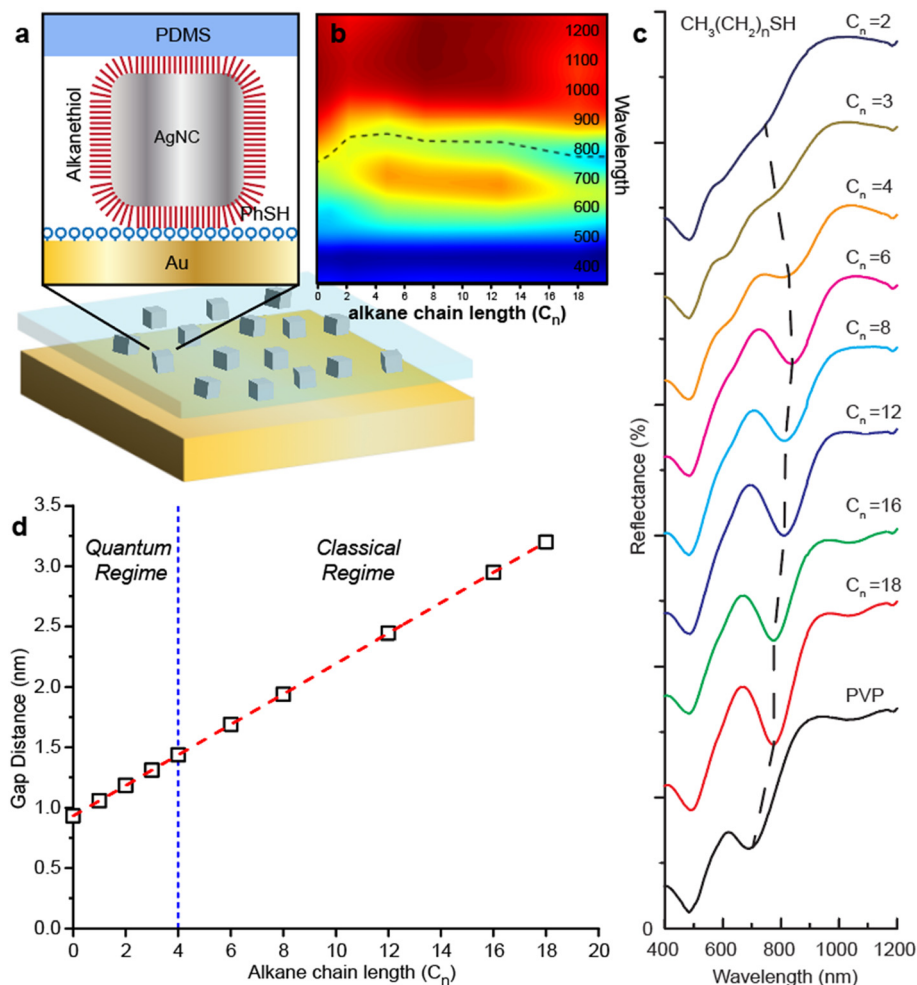 a
PDMS
Alkanethiol
AgNC
PhSH
Au
b
1200
1100
1000
900
800
700
600
500
400
Wavelength
0 2 4 6 8 10 12 14 16 18
alkane chain length (Cn)
c
CH3(CH2)nSH
Cn=2
Cn=3
Cn=4
Cn=6
Cn=8
Cn=12
Cn=16
Cn=18
PVP
Reflectance (%)
0
400 600 800 1000 1200
Wavelength (nm)
d
Quantum
Regime
Classical
Regime
3.5
3.0
2.5
2.0
1.5
1.0
0.5
0.0
Gap Distance (nm)
0 2 4 6 8 10 12 14 16 18 20
Alkane chain length (Cn)